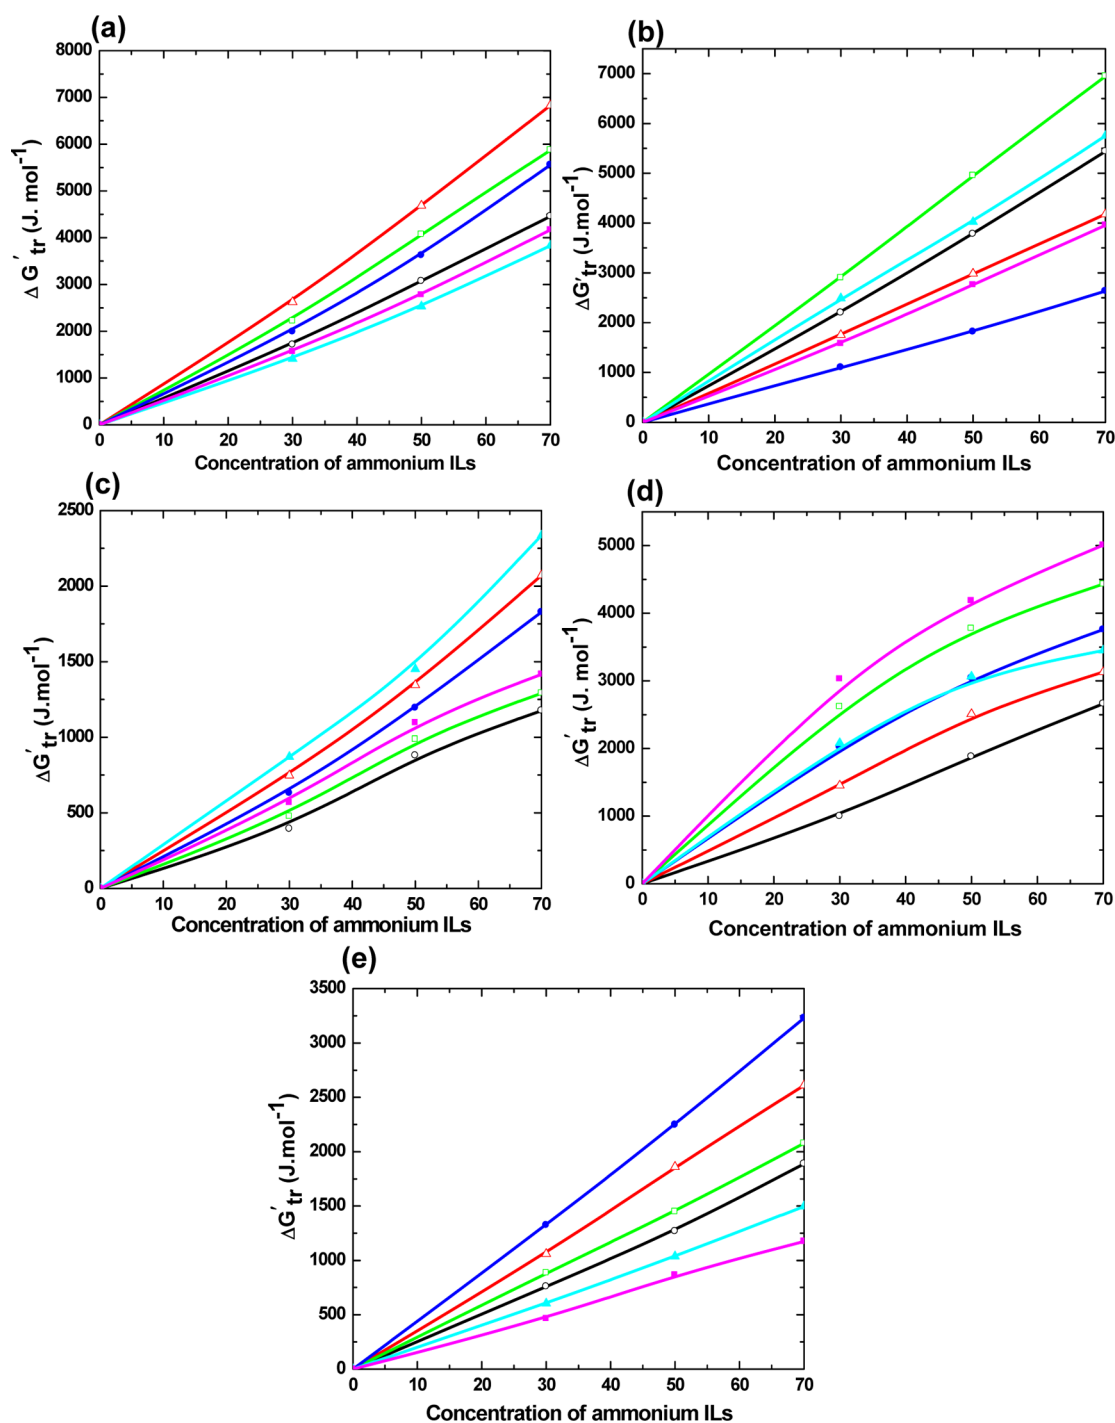 (a)
8000
7000
6000
5000
4000
3000
2000
1000
0
Δ G′tr (J. mol-1)
0 10 20 30 40 50 60 70
Concentration of ammonium ILs
(b)
7000
6000
5000
4000
3000
2000
1000
0
ΔG′tr (J.mol-1)
0 10 20 30 40 50 60 70
Concentration of ammonium ILs
(c)
2500
2000
1500
1000
500
0
ΔG′tr (J.mol-1)
0 10 20 30 40 50 60 70
Concentration of ammonium ILs
(d)
5000
4000
3000
2000
1000
0
ΔG′tr (J. mol-1)
0 10 20 30 40 50 60 70
Concentration of ammonium ILs
(e)
3500
3000
2500
2000
1500
1000
500
0
ΔG′tr (J.mol-1)
0 10 20 30 40 50 60 70
Concentration of ammonium ILs